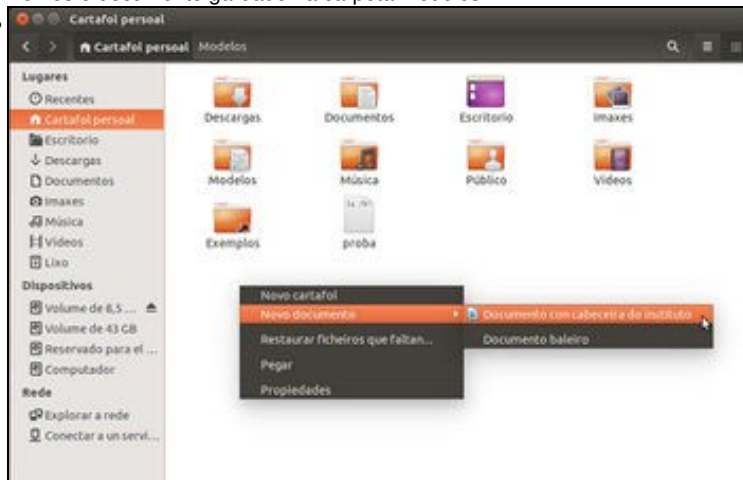 Cartafol persoal
Cartafol persoal Modelos
Lugares
Recentes
Cartafol persoal
Escritorio
Descargas
Documentos
Imaxes
Música
Vídeos
Lixo
Dispositivos
Volume de 8,5 ...
Volume de 43 GB
Reservado para el ...
Computador
Rede
Explorar a rede
Conectar a un servi...
Descargas Documentos Escritorio Imaxes
Modelos Música Público Vídeos
Exemplos proba
Novo cartafol
Novo documento
Restaurar ficheiros que faltan...
Pegar
Propiedades
Documento con cabeceira do instituto
Documento baleiro